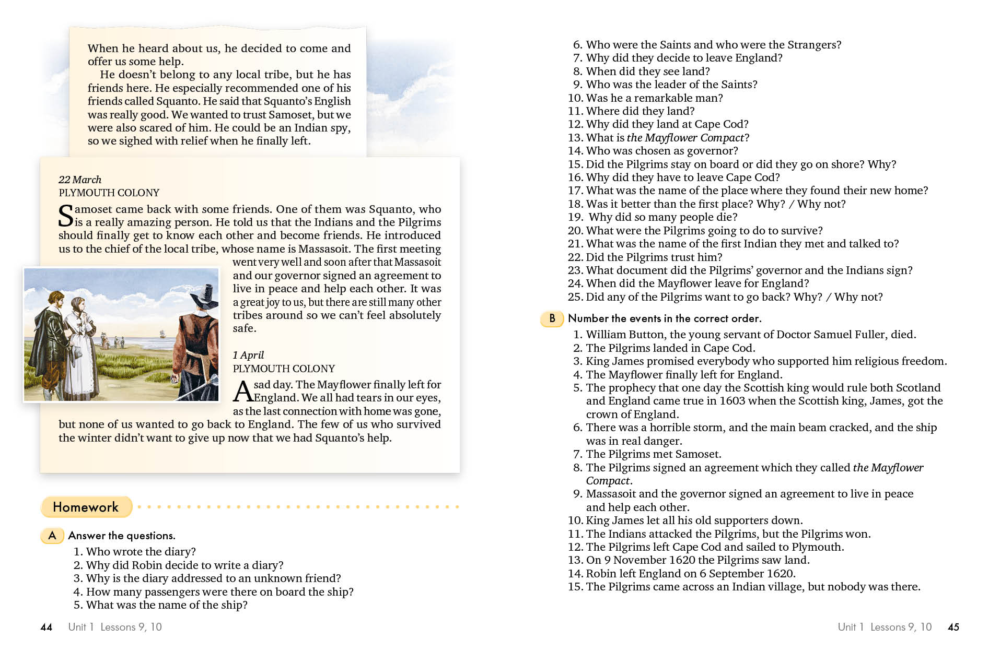 When he heard about us, he decided to come and
offer us some help.
He doesn’t belong to any local tribe, but he has
friends here. He especially recommended one of his
friends called Squanto. He said that Squanto’s English
was really good. We wanted to trust Samoset, but we
were also scared of him. He could be an Indian spy,
so we sighed with relief when he finally left.
22 March
PLYMOUTH COLONY
Samoset came back with some friends. One of them was Squanto, who
is a really amazing person. He told us that the Indians and the Pilgrims
should finally get to know each other and become friends. He introduced
us to the chief of the local tribe, whose name is Massasoit. The first meeting
went very well and soon after that Massasoit
and our governor signed an agreement to
live in peace and help each other. It was
a great joy to us, but there are still many other
tribes around so we can’t feel absolutely
safe.
1 April
PLYMOUTH COLONY
A sad day. The Mayflower finally left for
England. We all had tears in our eyes,
as the last connection with home was gone,
but none of us wanted to go back to England. The few of us who survived
the winter didn’t want to give up now that we had Squanto’s help.
Homework
A Answer the questions.
1. Who wrote the diary?
2. Why did Robin decide to write a diary?
3. Why is the diary addressed to an unknown friend?
4. How many passengers were there on board the ship?
5. What was the name of the ship?
44 Unit 1 Lessons 9, 10
6. Who were the Saints and who were the Strangers?
7. Why did they decide to leave England?
8. When did they see land?
9. Who was the leader of the Saints?
10. Was he a remarkable man?
11. Where did they land?
12. Why did they land at Cape Cod?
13. What is the Mayflower Compact?
14. Who was chosen as governor?
15. Did the Pilgrims stay on board or did they go on shore? Why?
16. Why did they have to leave Cape Cod?
17. What was the name of the place where they found their new home?
18. Was it better than the first place? Why? / Why not?
19. Why did so many people die?
20. What were the Pilgrims going to do to survive?
21. What was the name of the first Indian they met and talked to?
22. Did the Pilgrims trust him?
23. What document did the Pilgrims’ governor and the Indians sign?
24. When did the Mayflower leave for England?
25. Did any of the Pilgrims want to go back? Why? / Why not?
B Number the events in the correct order.
1. William Button, the young servant of Doctor Samuel Fuller, died.
2. The Pilgrims landed in Cape Cod.
3. King James promised everybody who supported him religious freedom.
4. The Mayflower finally left for England.
5. The prophecy that one day the Scottish king would rule both Scotland
and England came true in 1603 when the Scottish king, James, got the
crown of England.
6. There was a horrible storm, and the main beam cracked, and the ship
was in real danger.
7. The Pilgrims met Samoset.
8. The Pilgrims signed an agreement which they called the Mayflower
Compact.
9. Massasoit and the governor signed an agreement to live in peace
and help each other.
10. King James let all his old supporters down.
11. The Indians attacked the Pilgrims, but the Pilgrims won.
12. The Pilgrims left Cape Cod and sailed to Plymouth.
13. On 9 November 1620 the Pilgrims saw land.
14. Robin left England on 6 September 1620.
15. The Pilgrims came across an Indian village, but nobody was there.
Unit 1 Lessons 9, 10 45